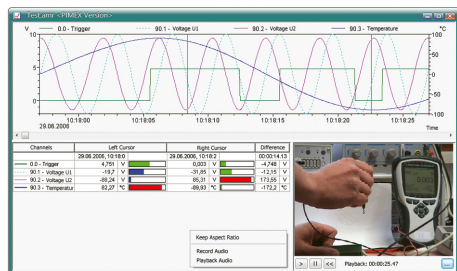 TesLamr <PIMEX Version>
V 0.0 - Trigger 90.1 - Voltage U1 90.2 - Voltage U2 90.3 - Temperature °C
10 100
50
5 0
-50
0 -100
10:18:00 10:18:05 10:18:10 10:18:15 10:18:20 10:18:25
29.06.2006 Time
Channels Left Cursor Right Cursor Difference
29.06.2006, 10:18:0 29.06.2006, 10:18:2 00:00:14.13
0.0 - Trigger 4,751 V 0,003 V -4,748 V
90.1 - Voltage U1 -19,7 V -31,85 V -12,15 V
90.2 - Voltage U2 -88,24 V 85,31 V 173,55 V
90.3 - Temperatur 82,27 °C -89,93 °C -172,2 °C
Keep Aspect Ratio
Record Audio
Playback Audio
> II << Playback: 00:00:25.47 ...